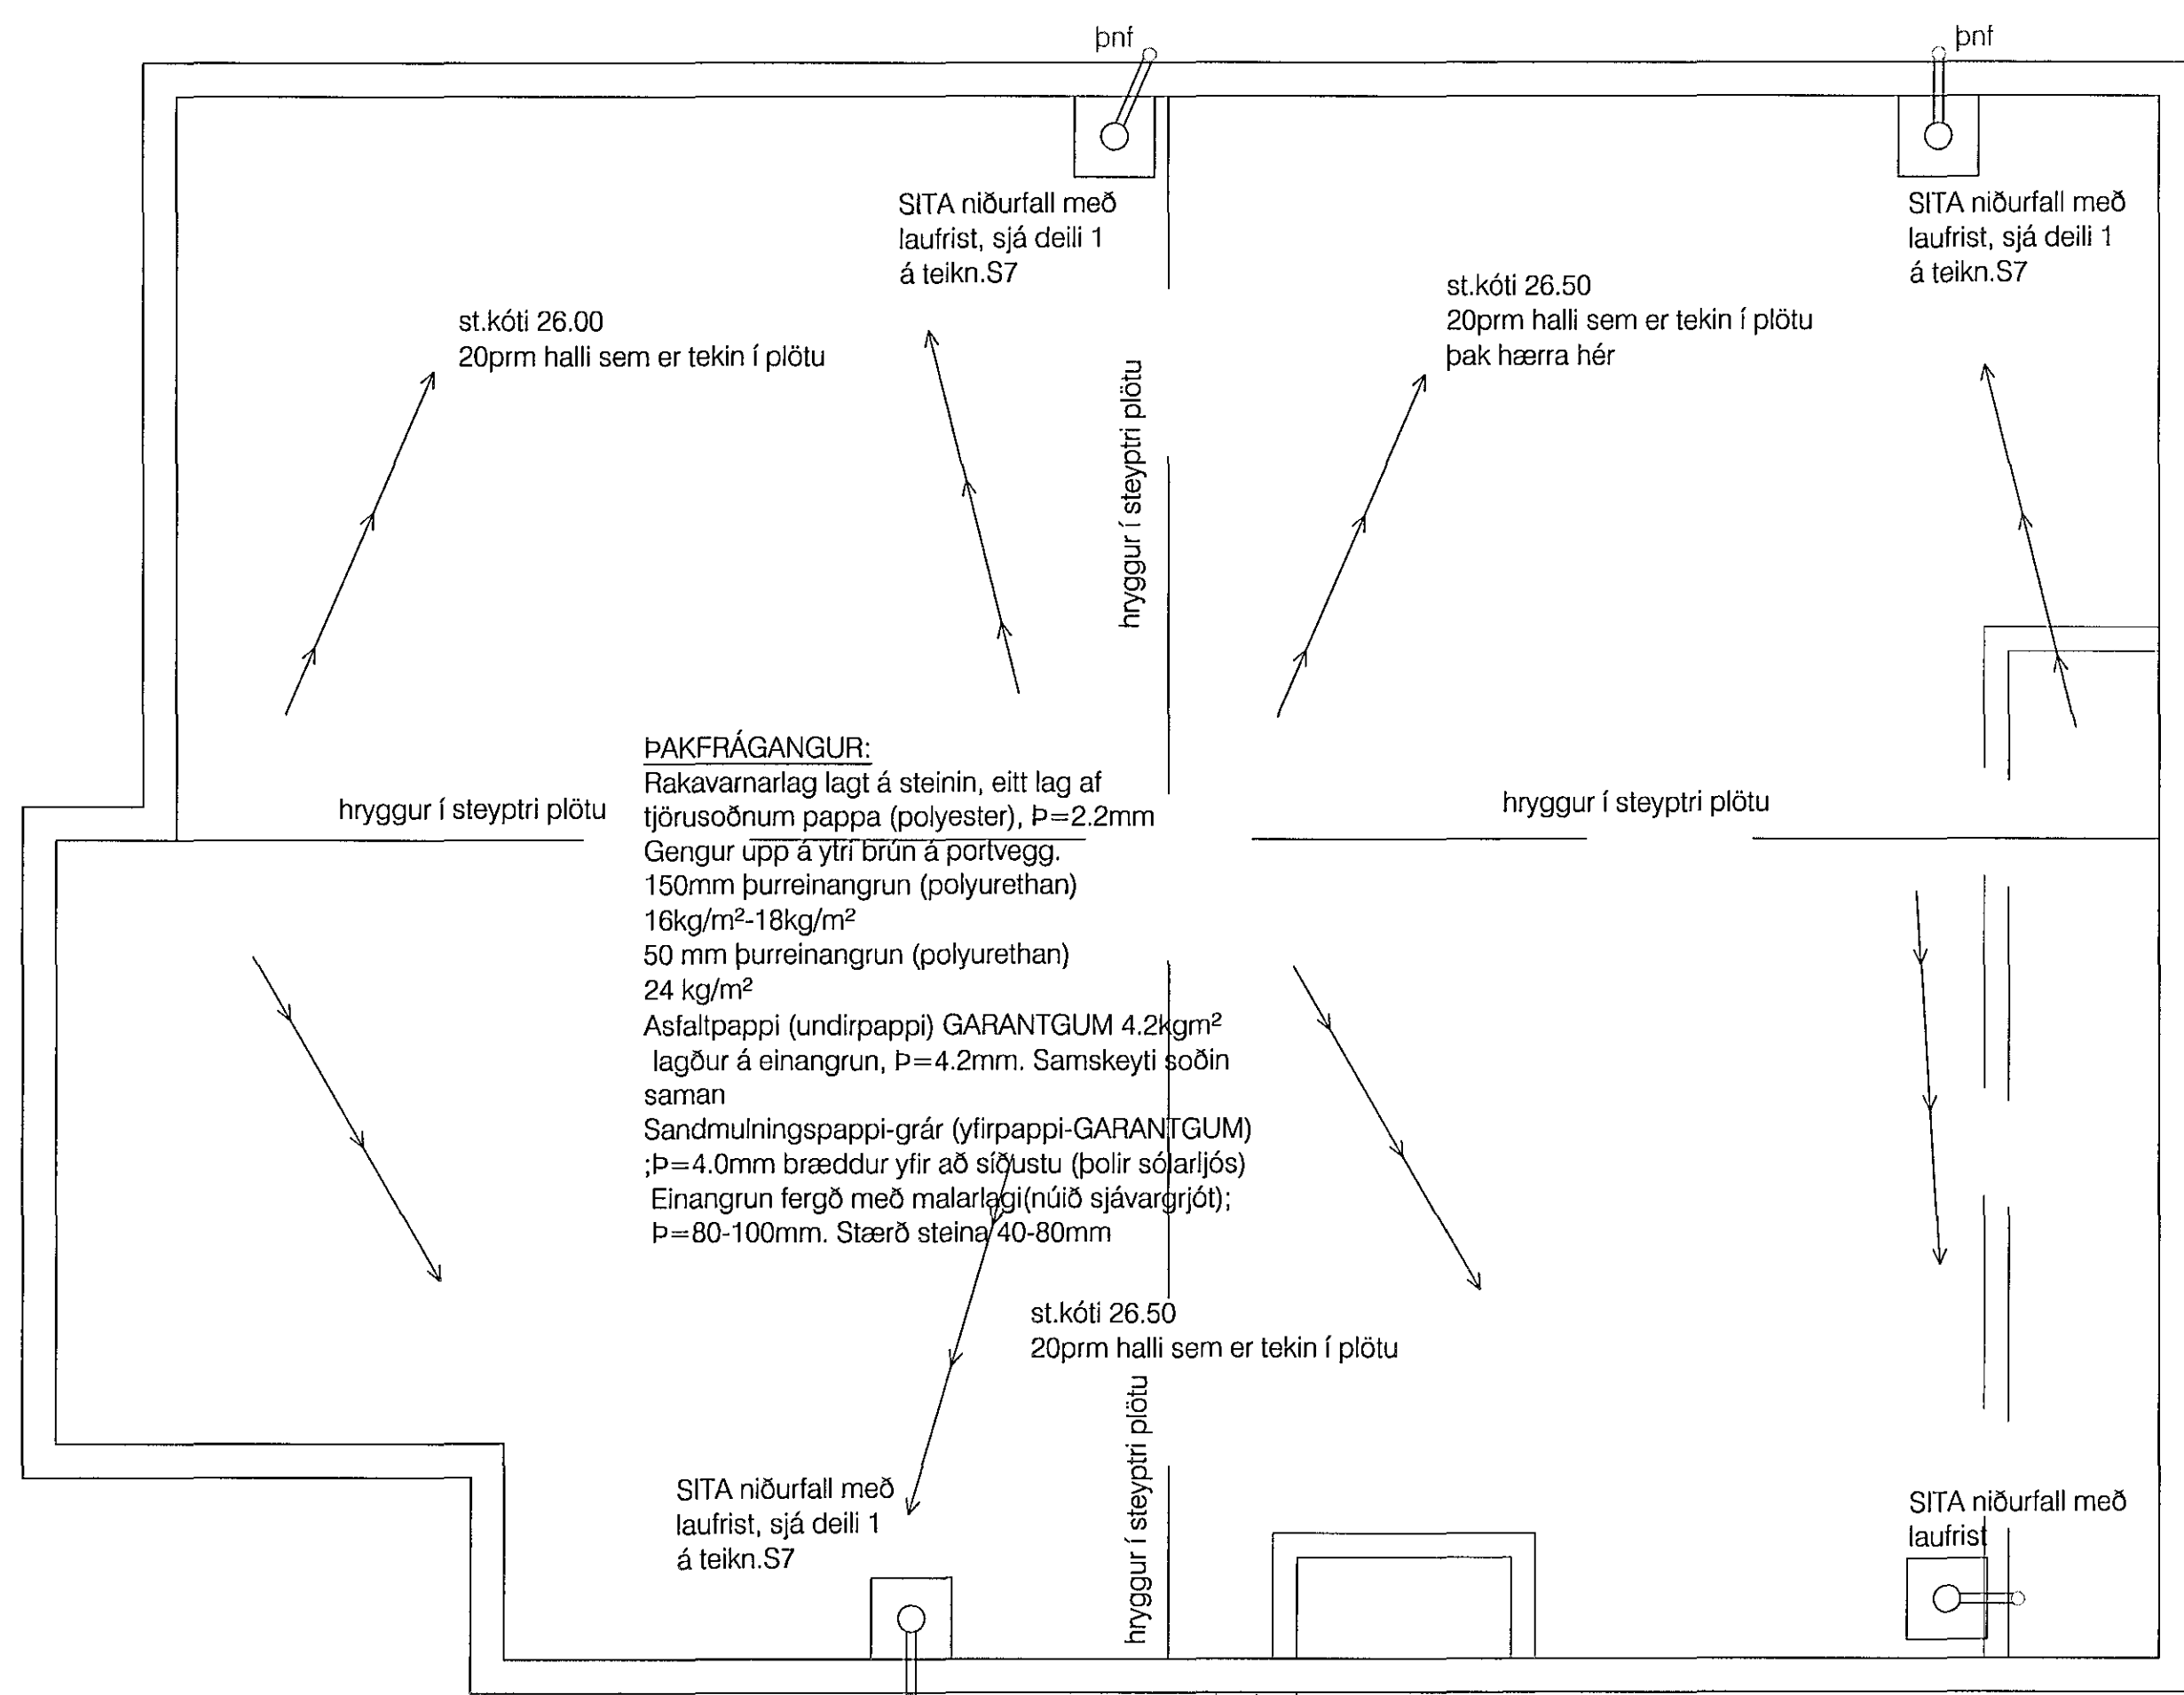 þnf
þnf
SITA niðurfall með
laufrist, sjá deili 1
á teikn.S7
SITA niðurfall með
laufrist, sjá deili 1
á teikn.S7
st.kóti 26.00
20prm halli sem er tekin í plötu
st.kóti 26.50
20prm halli sem er tekin í plötu
þak hærra hér
hryggur í steyptri plötu
hryggur í steyptri plötu
ÞAKFRÁGANGUR:
Rakavarnarlag lagt á steinin, eitt lag af
tjörusoðnum pappa (polyester), Þ=2.2mm
Gengur upp á ytri brún á portvegg.
150mm þurreinangrun (polyurethan)
16kg/m²-18kg/m²
50 mm þurreinangrun (polyurethan)
24 kg/m²
Asfaltpappi (undirpappi) GARANTGUM 4.2kgm²
lagður á einangrun, Þ=4.2mm. Samskeyti soðin
saman
Sandmulningspappi-grár (yfirpappi-GARANTGUM)
;Þ=4.0mm bræddur yfir að síðustu (þolir sólarljós)
Einangrun fergð með malarlagi(núið sjávargrjót);
Þ=80-100mm. Stærð steina 40-80mm
hryggur í steyptri plötu
st.kóti 26.50
20prm halli sem er tekin í plötu
hryggur í steyptri plötu
SITA niðurfall með
laufrist, sjá deili 1
á teikn.S7
SITA niðurfall með
laufrist